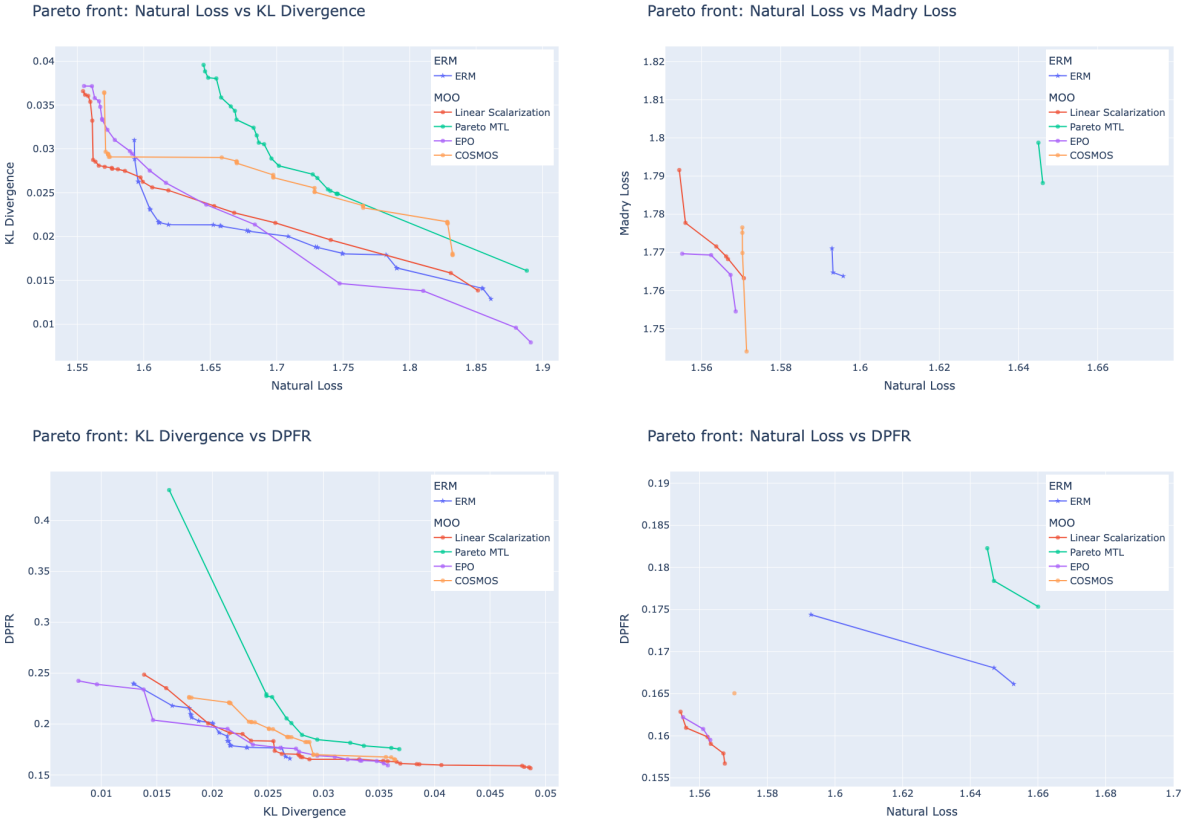 Pareto front: Natural Loss vs KL Divergence
0.04
0.035
0.03
0.025
0.02
0.015
0.01
KL Divergence
1.55
1.6
1.65
1.7
1.75
1.8
1.85
1.9
Natural Loss
ERM
ERM
MOO
Linear Scalarization
Pareto MTL
EPO
COSMOS
Pareto front: Natural Loss vs Madry Loss
1.82
1.81
1.8
1.79
1.78
1.77
1.76
1.75
Madry Loss
1.56
1.58
1.6
1.62
1.64
1.66
Natural Loss
ERM
ERM
MOO
Linear Scalarization
Pareto MTL
EPO
COSMOS
Pareto front: KL Divergence vs DPFR
0.4
0.35
0.3
0.25
0.2
0.15
DPFR
0.01
0.015
0.02
0.025
0.03
0.035
0.04
0.045
0.05
KL Divergence
ERM
ERM
MOO
Linear Scalarization
Pareto MTL
EPO
COSMOS
Pareto front: Natural Loss vs DPFR
0.19
0.185
0.18
0.175
0.17
0.165
0.16
0.155
DPFR
1.56
1.58
1.6
1.62
1.64
1.66
1.68
1.7
Natural Loss
ERM
ERM
MOO
Linear Scalarization
Pareto MTL
EPO
COSMOS